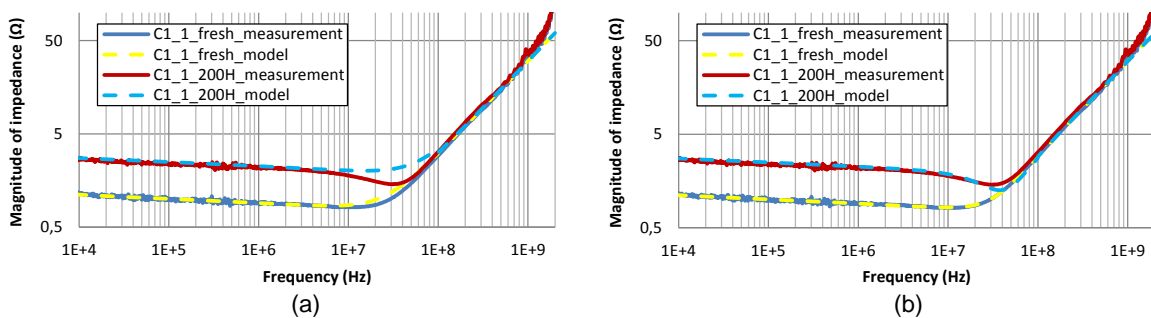 Magnitude of impedance (Ω)
50
5
0,5
C1_1_fresh_measurement
C1_1_fresh_model
C1_1_200H_measurement
C1_1_200H_model
1E+4 1E+5 1E+6 1E+7 1E+8 1E+9
Frequency (Hz)
(a)
Magnitude of impedance (Ω)
50
5
0,5
C1_1_fresh_measurement
C1_1_fresh_model
C1_1_200H_measurement
C1_1_200H_model
1E+4 1E+5 1E+6 1E+7 1E+8 1E+9
Frequency (Hz)
(b)